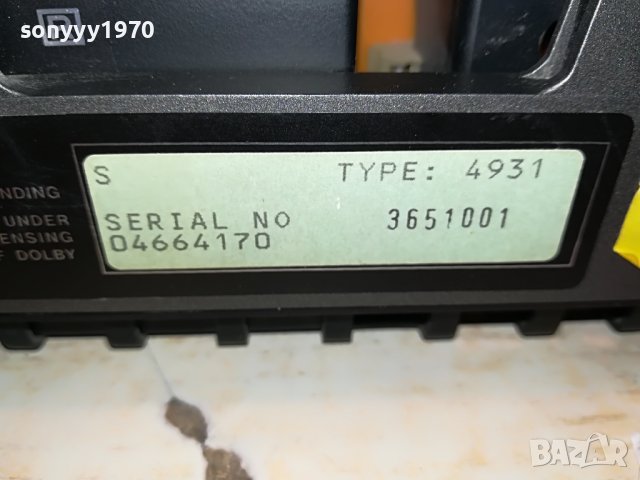 sonyyy1970
S TYPE: 4931
SERIAL NO 3651001
04664170
NDING
UNDER
ENSING
F DOLBY
BAZAR